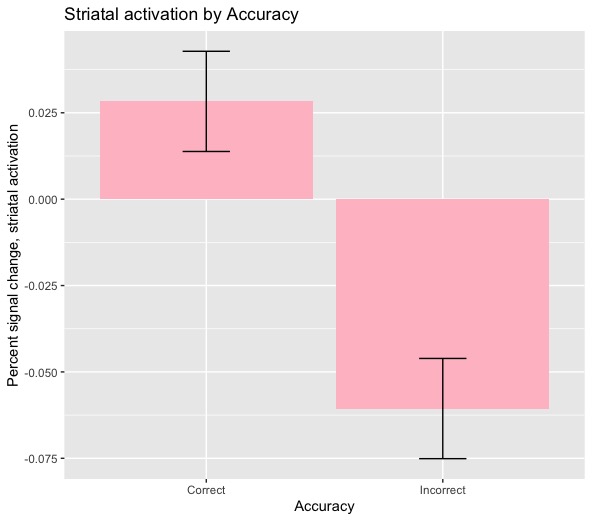 Striatal activation by Accuracy
Percent signal change, striatal activation
0.025
0.000
-0.025
-0.050
-0.075
Correct
Incorrect
Accuracy